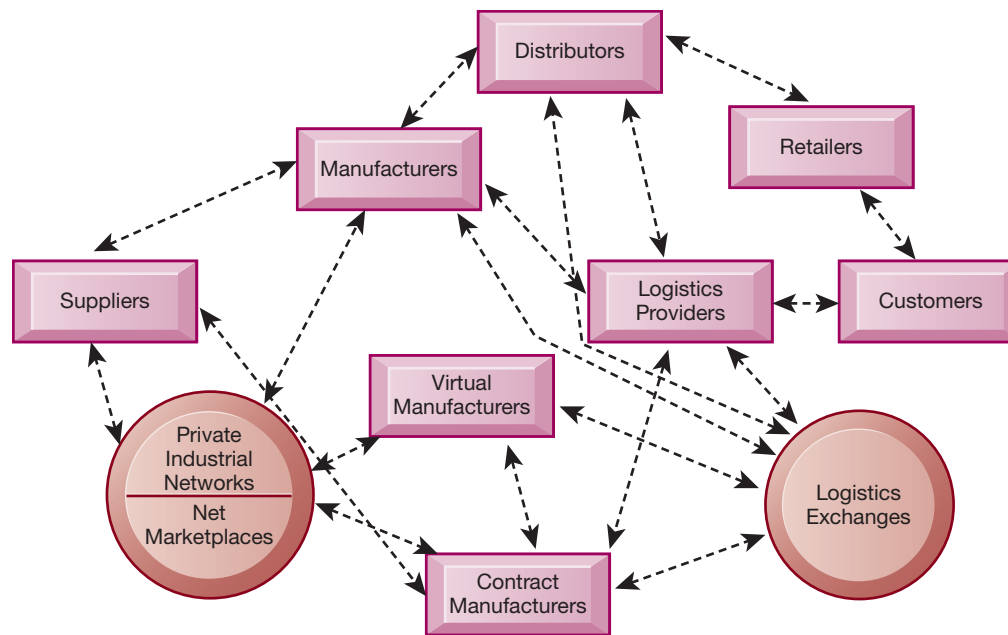 Distributors
Retailers
Manufacturers
Suppliers
Logistics
Providers
Customers
Virtual
Manufacturers
Private
Industrial
Networks
Net
Marketplaces
Logistics
Exchanges
Contract
Manufacturers